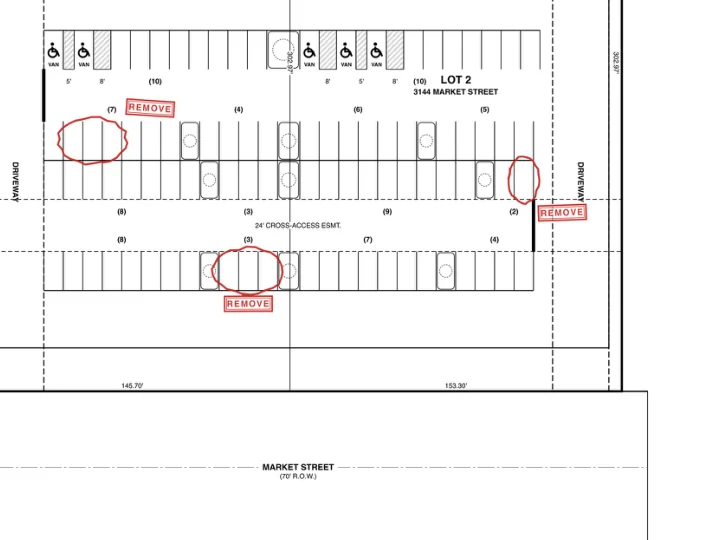 VAN
VAN
VAN
VAN
VAN
302.97'
302.97'
5'
8'
(10)
8'
5'
8'
(10)
LOT 2
3144 MARKET STREET
(7)
REMOVE
(4)
(6)
(5)
DRIVEWAY
DRIVEWAY
(8)
(3)
(9)
(2)
REMOVE
24' CROSS-ACCESS ESMT.
(8)
(3)
(7)
(4)
REMOVE
145.70'
153.30'
MARKET STREET
(70' R.O.W.)